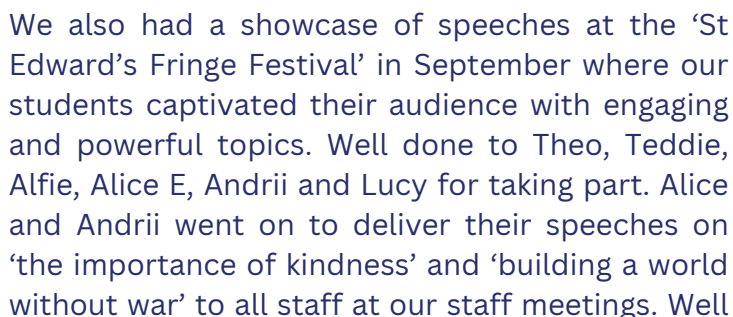 We also had a showcase of speeches at the ‘St
Edward’s Fringe Festival’ in September where our
students captivated their audience with engaging
and powerful topics. Well done to Theo, Teddie,
Alfie, Alice E, Andrii and Lucy for taking part. Alice
and Andrii went on to deliver their speeches on
‘the importance of kindness’ and ‘building a world
without war’ to all staff at our staff meetings. Well